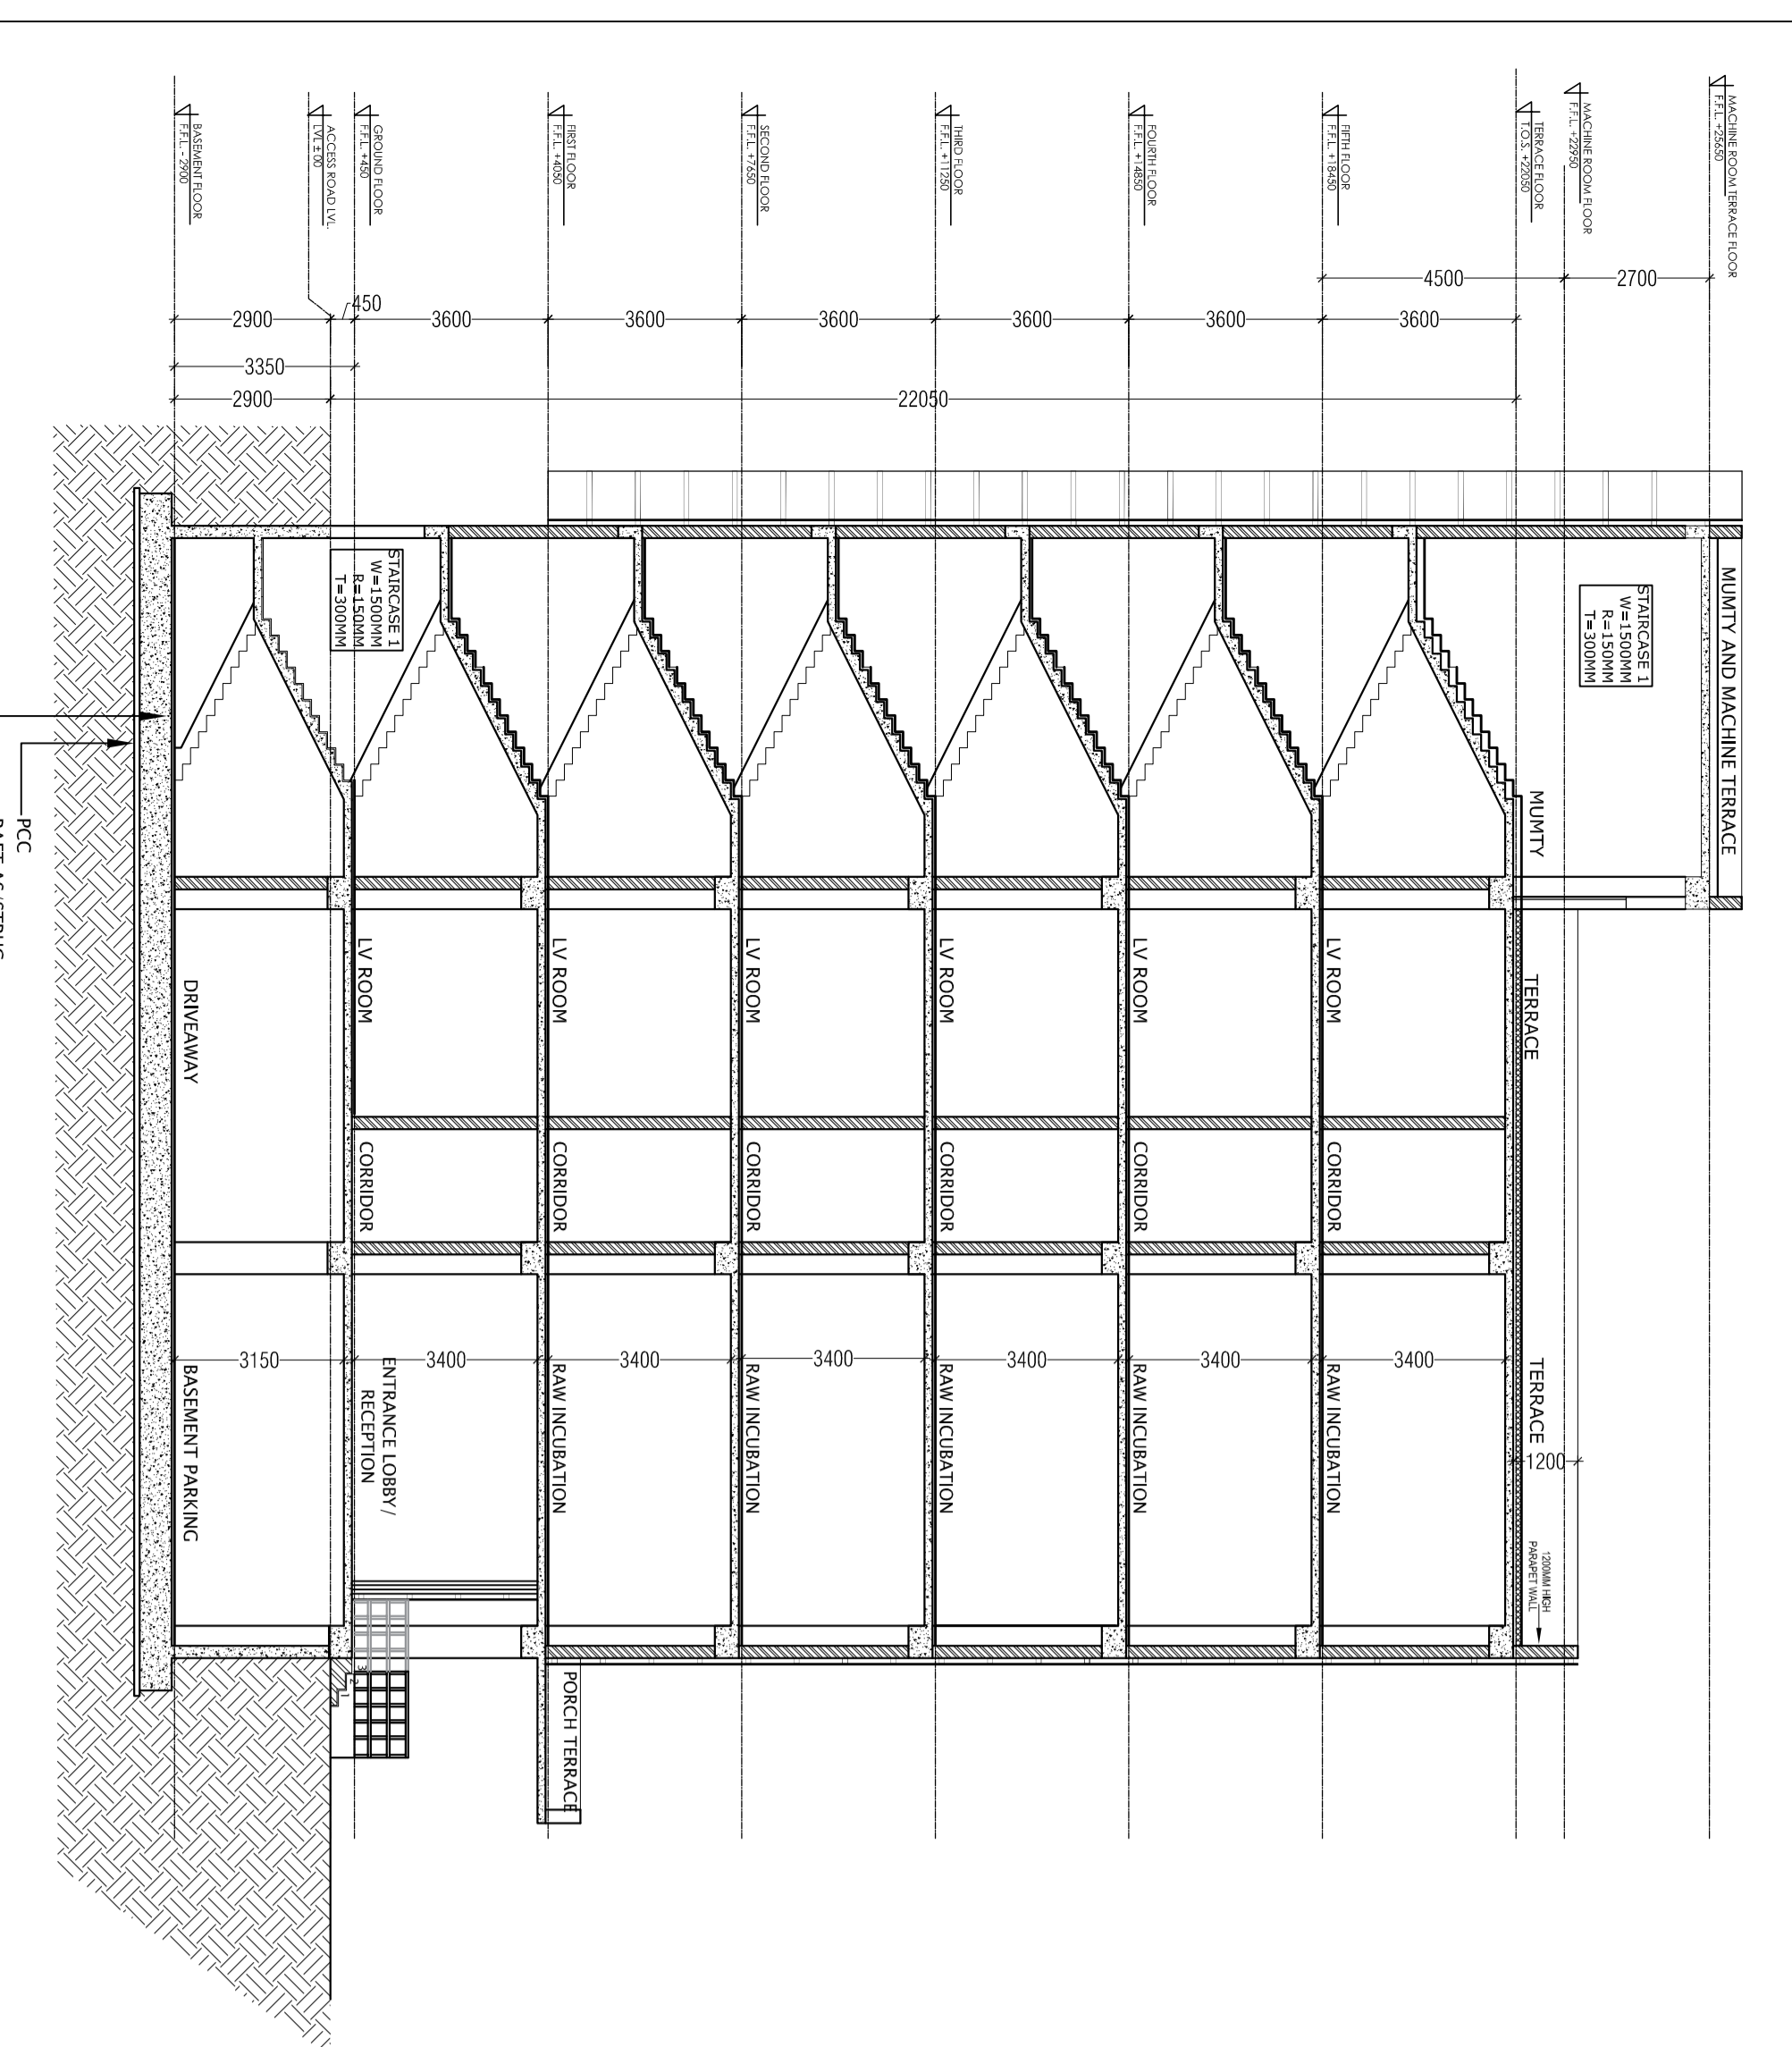 MACHINE ROOM TERRACE FLOOR
F.F.L. +25650
MACHINE ROOM FLOOR
F.F.L. +22950
TERRACE FLOOR
T.O.S. +22050
FIFTH FLOOR
F.F.L. +18450
FOURTH FLOOR
F.F.L. +14850
THIRD FLOOR
F.F.L. +11250
SECOND FLOOR
F.F.L. +7650
FIRST FLOOR
F.F.L. +4050
GROUND FLOOR
F.F.L. +450
ACCESS ROAD LVL.
LVL ± 00
BASEMENT FLOOR
F.F.L. - 2900
2700
4500
3600
3600
3600
3600
3600
3600
450
2900
3350
22050
2900
MUMTY AND MACHINE TERRACE
STAIRCASE 1
W=1500MM
R=150MM
T=300MM
MUMTY
TERRACE
TERRACE
1200
1200MM HIGH
PARAPET WALL
LV ROOM
CORRIDOR
3400
RAW INCUBATION
LV ROOM
CORRIDOR
3400
RAW INCUBATION
LV ROOM
CORRIDOR
3400
RAW INCUBATION
LV ROOM
CORRIDOR
3400
RAW INCUBATION
LV ROOM
CORRIDOR
3400
RAW INCUBATION
PORCH TERRACE
STAIRCASE 1
W=1500MM
R=150MM
T=300MM
LV ROOM
CORRIDOR
3400
ENTRANCE LOBBY/
RECEPTION
3
2
1
DRIVEAWAY
3150
BASEMENT PARKING
PCC